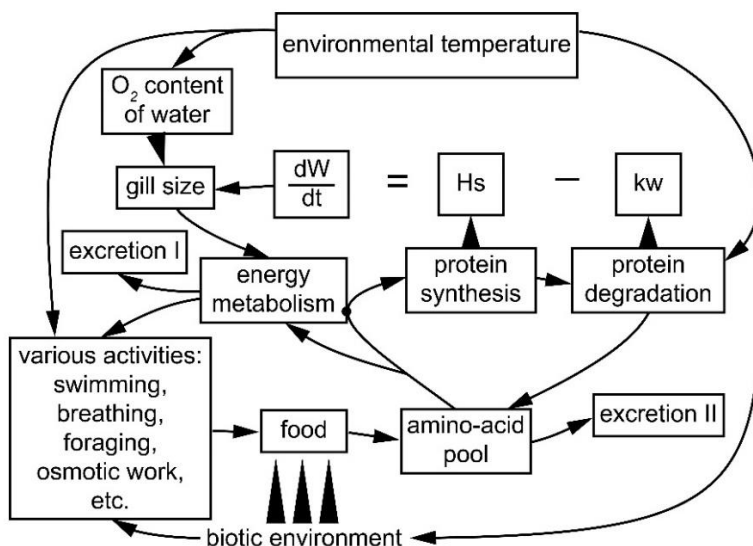 environmental temperature
O₂ content
of water
gill size
dW
dt
=
Hs
−
kw
excretion I
energy
metabolism
protein
synthesis
protein
degradation
various activities:
swimming,
breathing,
foraging,
osmotic work,
etc.
food
amino-acid
pool
excretion II
biotic environment